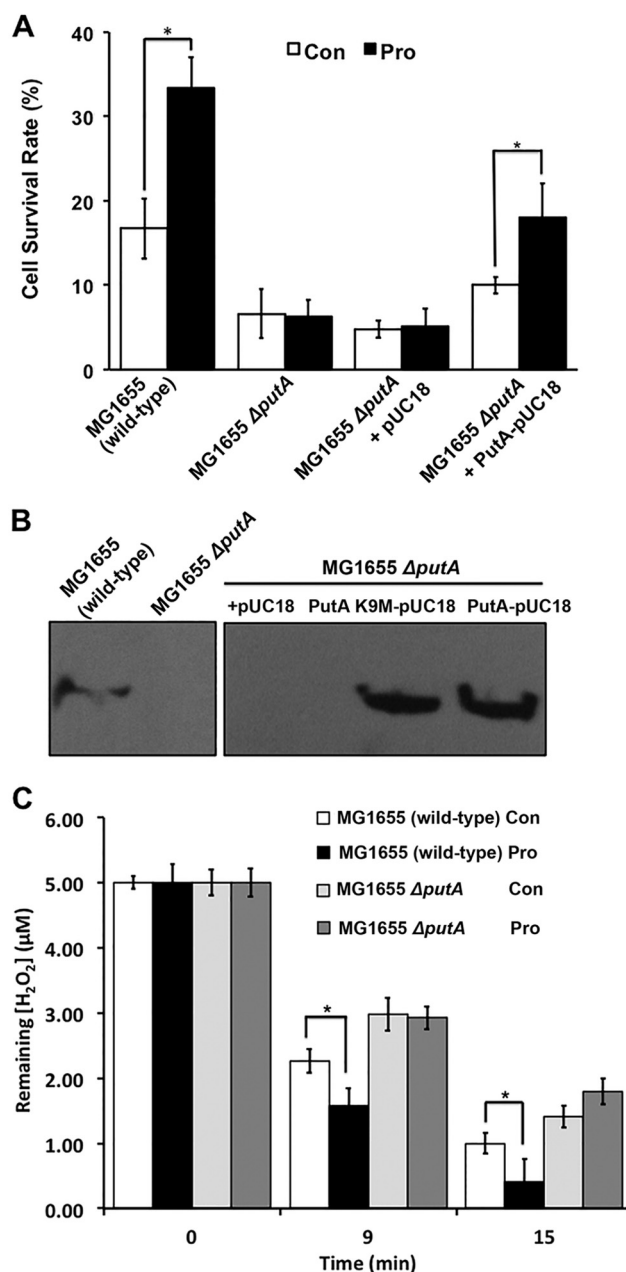 A
Cell Survival Rate (%)
40
30
20
10
0
*
Con
Pro
*
MG1655
(wild-type)
MG1655 ΔputA
MG1655 ΔputA
+ pUC18
MG1655 ΔputA
+ PutA-pUC18
B
MG1655
(wild-type)
MG1655 ΔputA
MG1655 ΔputA
+pUC18 PutA K9M-pUC18 PutA-pUC18
C
Remaining [H₂O₂] (μM)
6.00
5.00
4.00
3.00
2.00
1.00
0.00
MG1655 (wild-type) Con
MG1655 (wild-type) Pro
MG1655 ΔputA Con
MG1655 ΔputA Pro
*
*
0 9 15
Time (min)